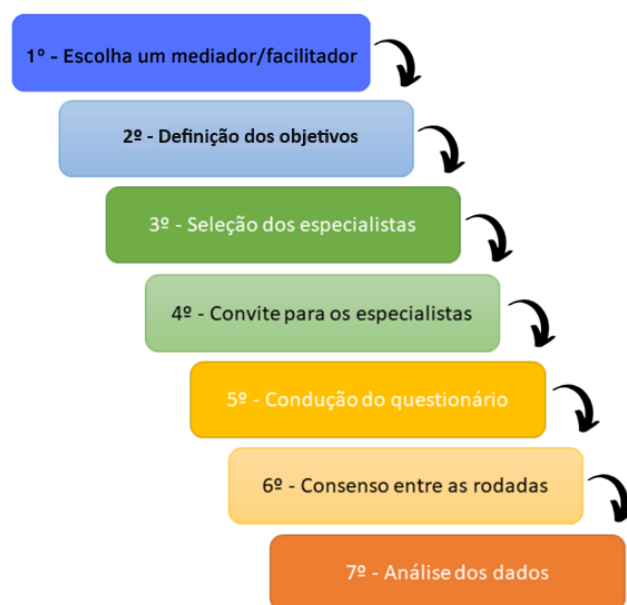 1° - Escolha um mediador/facilitador
2º - Definição dos objetivos
3º - Seleção dos especialistas
4º - Convite para os especialistas
5º - Condução do questionário
6º - Consenso entre as rodadas
7º - Análise dos dados